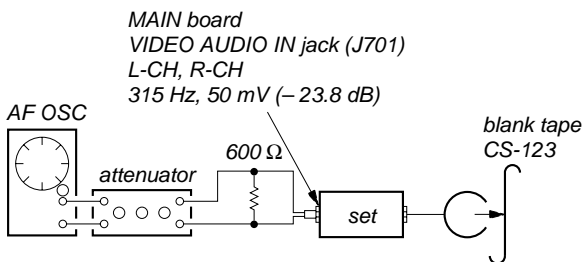 MAIN board
VIDEO AUDIO IN jack (J701)
L-CH, R-CH
315 Hz, 50 mV (– 23.8 dB)
AF OSC
attenuator
600 Ω
set
blank tape
CS-123